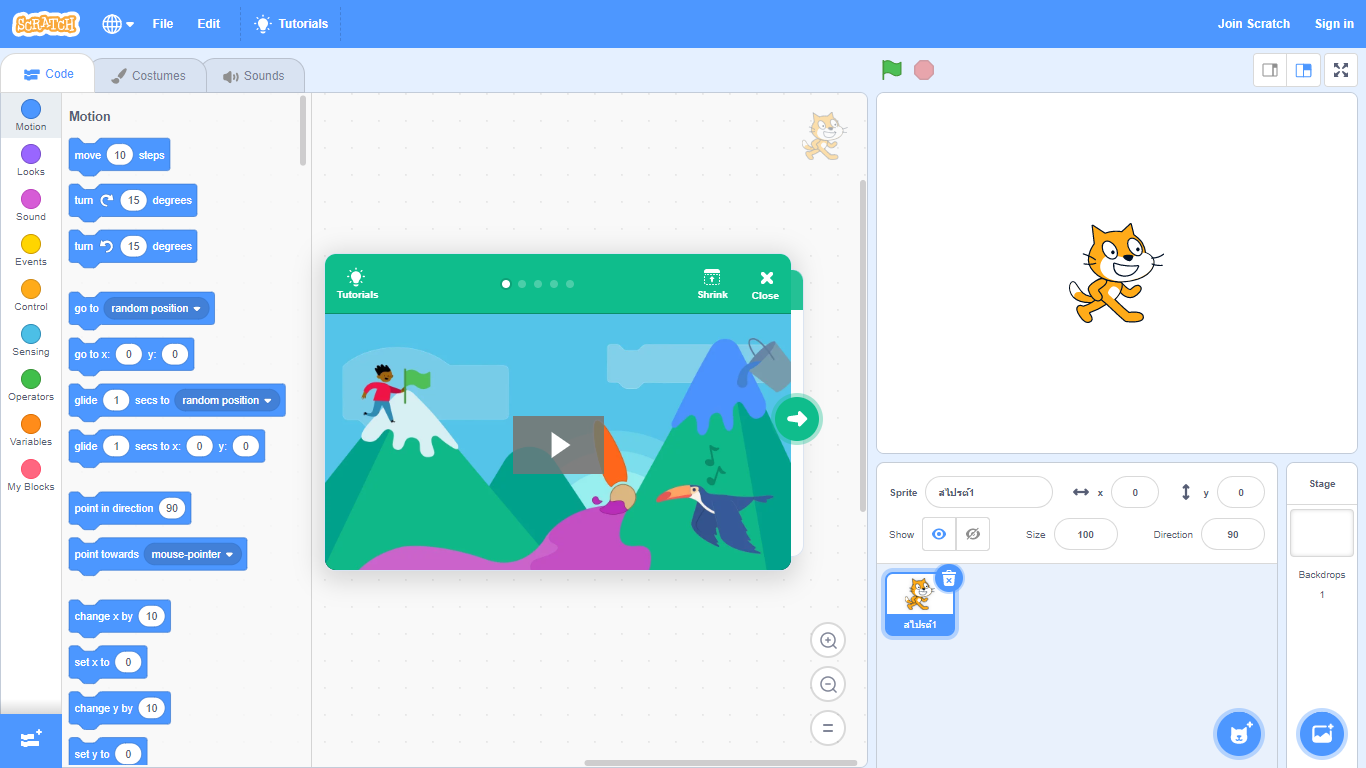 SCRATCH File Edit Tutorials Join Scratch Sign in
Code Costumes Sounds
Motion
Looks
Sound
Events
Control
Sensing
Operators
Variables
My Blocks
Motion
move 10 steps
turn 15 degrees
turn 15 degrees
go to random position
go to x: 0 y: 0
glide 1 secs to random position
glide 1 secs to x: 0 y: 0
point in direction 90
point towards mouse-pointer
change x by 10
set x to 0
change y by 10
set y to 0
Tutorials Shrink Close
Sprite สไปรต์1 x 0 y 0
Show Size 100 Direction 90
สไปรต์1
Stage
Backdrops
1